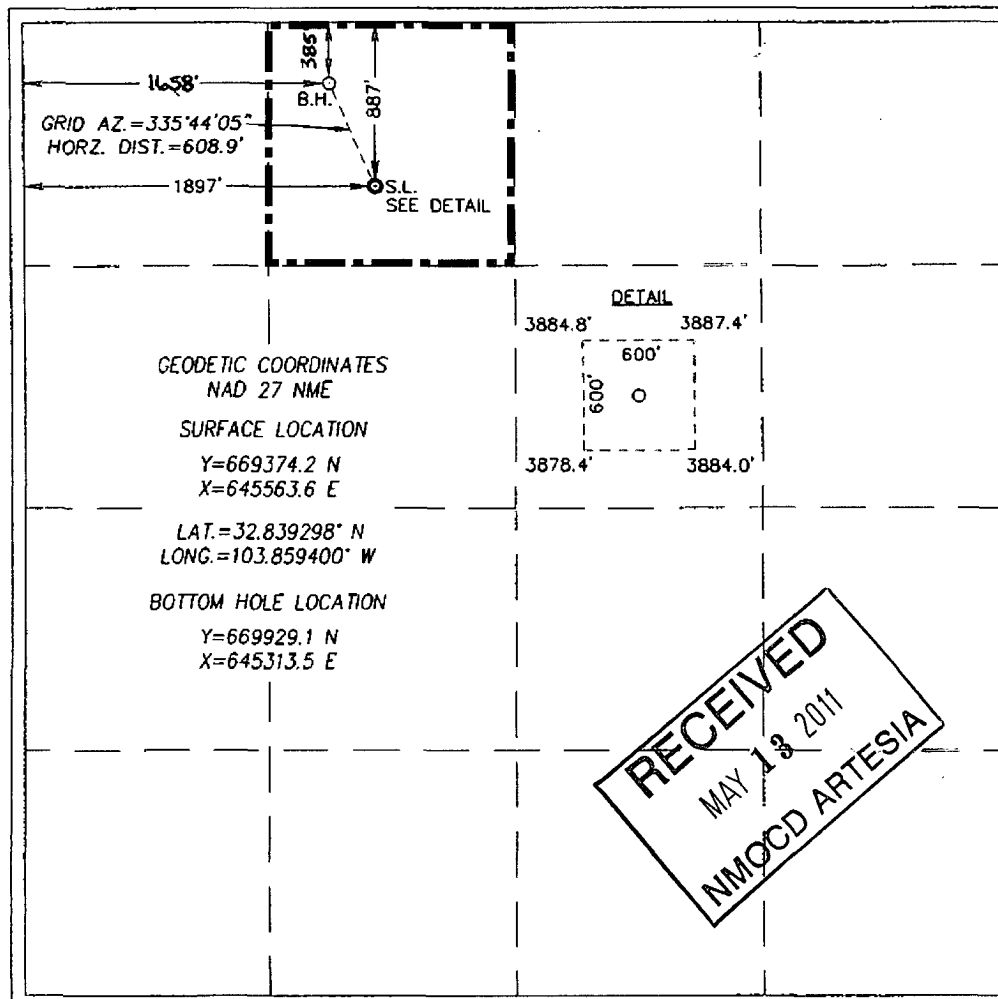 385'
1658'
B.H.
887'
GRID AZ.=335°44'05"
HORZ. DIST.=608.9'
1897'
S.L.
SEE DETAIL
DETAIL
3884.8' 3887.4'
600'
600'
3878.4' 3884.0'
GEODETIC COORDINATES
NAD 27 NME
SURFACE LOCATION
Y=669374.2 N
X=645563.6 E
LAT.=32.839298° N
LONG.=103.859400° W
BOTTOM HOLE LOCATION
Y=669929.1 N
X=645313.5 E
RECEIVED
MAY 13 2011
NMOCD ARTESIA